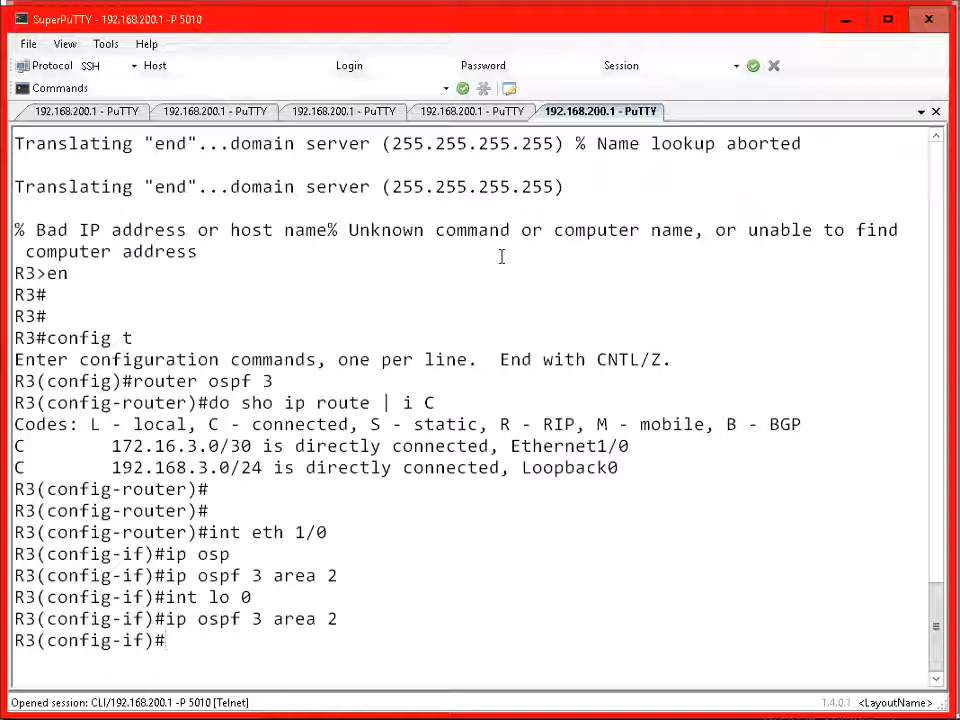 SuperPuTTY - 192.168.200.1 -P 5010
File View Tools Help
Protocol SSH Host Login Password Session
Commands
192.168.200.1 - PuTTY 192.168.200.1 - PuTTY 192.168.200.1 - PuTTY 192.168.200.1 - PuTTY 192.168.200.1 - PuTTY
Translating "end"...domain server (255.255.255.255) % Name lookup aborted
Translating "end"...domain server (255.255.255.255)
% Bad IP address or host name% Unknown command or computer name, or unable to find
computer address
R3>en
R3#
R3#
R3#config t
Enter configuration commands, one per line.  End with CNTL/Z.
R3(config)#router ospf 3
R3(config-router)#do sho ip route | i C
Codes: L - local, C - connected, S - static, R - RIP, M - mobile, B - BGP
C        172.16.3.0/30 is directly connected, Ethernet1/0
C        192.168.3.0/24 is directly connected, Loopback0
R3(config-router)#
R3(config-router)#
R3(config-router)#int eth 1/0
R3(config-if)#ip osp
R3(config-if)#ip ospf 3 area 2
R3(config-if)#int lo 0
R3(config-if)#ip ospf 3 area 2
R3(config-if)#
Opened session: CLI/192.168.200.1 -P 5010 [Telnet] 1.4.0.1 <LayoutName>